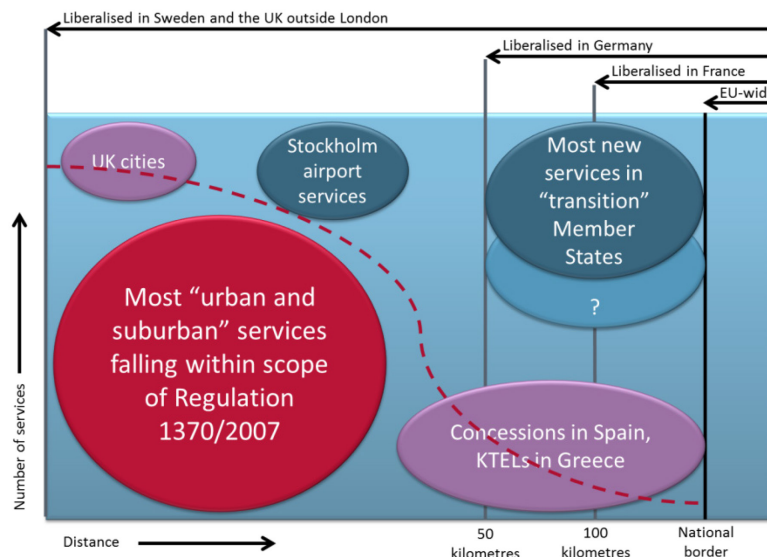 Liberalised in Sweden and the UK outside London
Liberalised in Germany
Liberalised in France
EU-wid
UK cities
Stockholm
airport
services
Most new
services in
“transition”
Member
States
?
Most “urban and
suburban” services
falling within scope
of Regulation
1370/2007
Concessions in Spain,
KTELs in Greece
Number of services
Distance
50
kilometres
100
kilometres
National
border